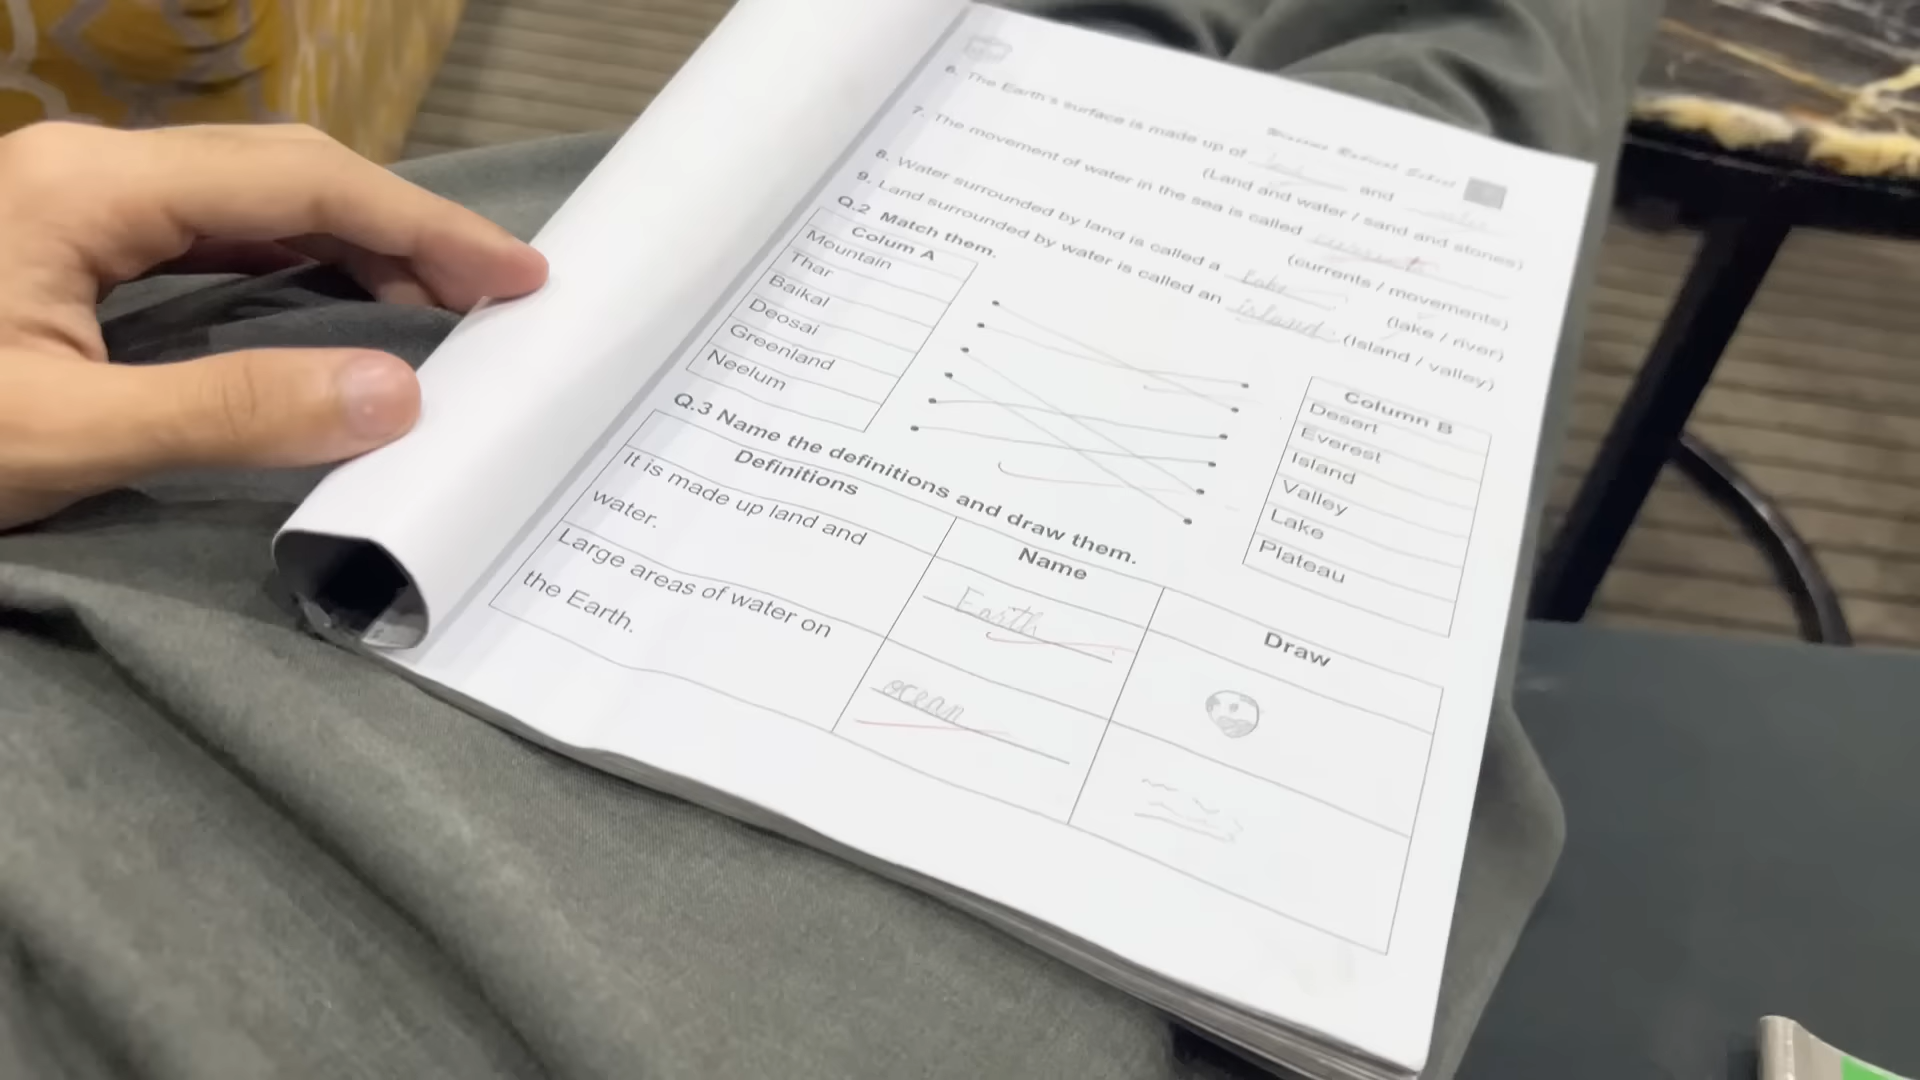 6. The Earth's surface is made up of ____ and ____
(Land and water / sand and stones)
7. The movement of water in the sea is called ____
(currents / movements)
8. Water surrounded by land is called a Lake.
(lake / river)
9. Land surrounded by water is called an island. (Island / valley)
Q.2 Match them.
Colum A
Mountain
Thar
Baikal
Deosai
Greenland
Neelum
Column B
Desert
Everest
Island
Valley
Lake
Plateau
Q.3 Name the definitions and draw them.
Definitions
Name
Draw
It is made up land and
water.
Earth
Large areas of water on
the Earth.
ocean